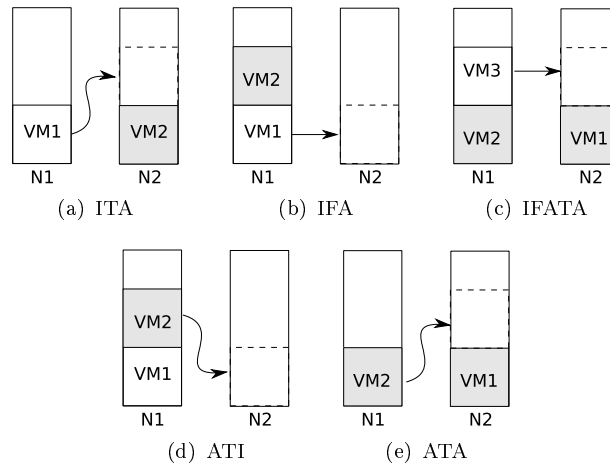 VM1
VM2
N1
N2
(a) ITA
VM2
VM1
N1
N2
(b) IFA
VM3
VM2
VM1
N1
N2
(c) IFATA
VM2
VM1
N1
N2
(d) ATI
VM2
VM1
N1
N2
(e) ATA